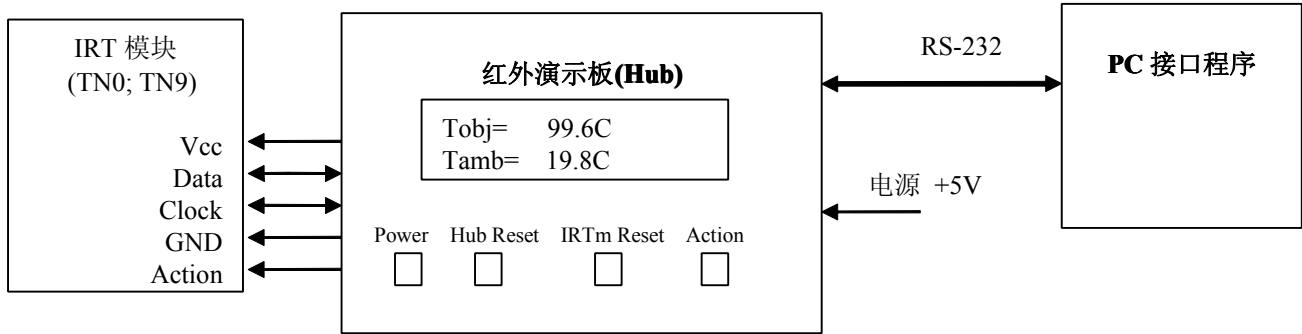 IRT 模块
(TN0; TN9)
Vcc
Data
Clock
GND
Action
红外演示板(Hub)
Tobj= 99.6C
Tamb= 19.8C
Power Hub Reset IRTm Reset Action
RS-232
电源 +5V
PC 接口程序